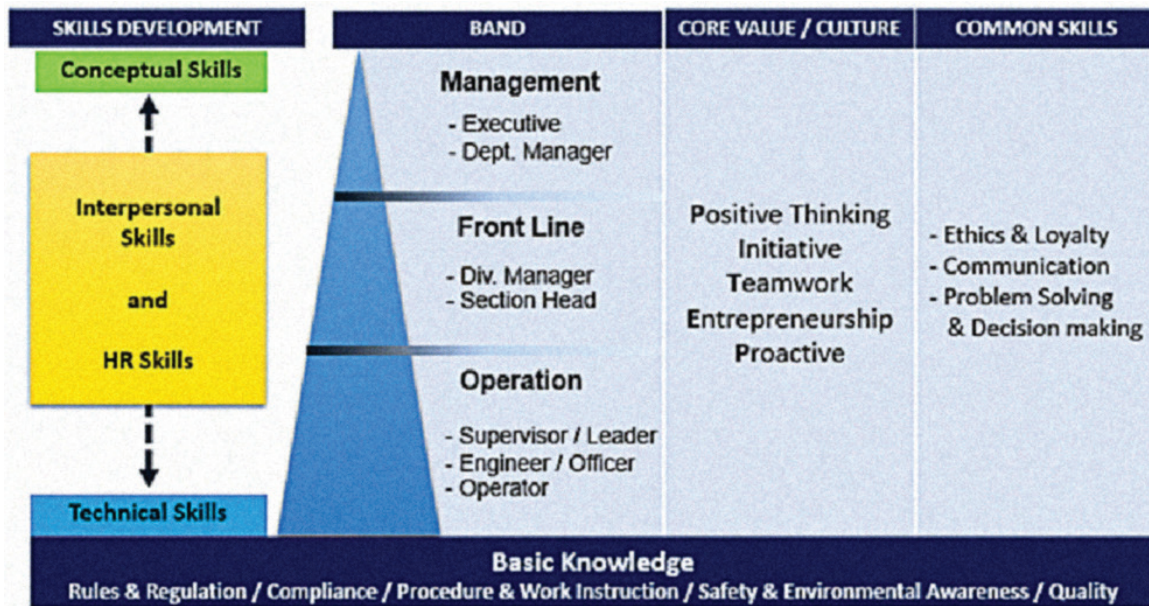 SKILLS DEVELOPMENT
Conceptual Skills
Interpersonal
Skills
and
HR Skills
Technical Skills
BAND
Management
- Executive
- Dept. Manager
Front Line
- Div. Manager
- Section Head
Operation
- Supervisor / Leader
- Engineer / Officer
- Operator
CORE VALUE / CULTURE
Positive Thinking
Initiative
Teamwork
Entrepreneurship
Proactive
COMMON SKILLS
- Ethics & Loyalty
- Communication
- Problem Solving
& Decision making
Basic Knowledge
Rules & Regulation / Compliance / Procedure & Work Instruction / Safety & Environmental Awareness / Quality